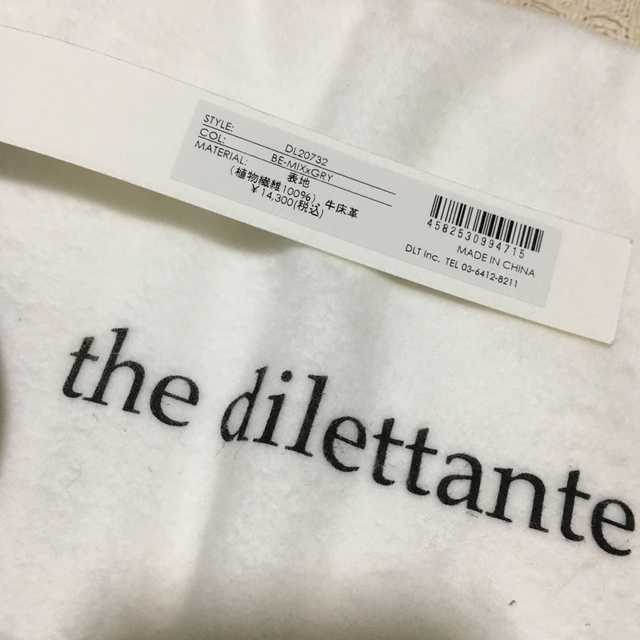 STYLE: DL20732
COL: BE-MIXxGRY
MATERIAL: 表地
(植物繊維100%)、牛床革
￥14,300(税込)
4582530994715
MADE IN CHINA
DLT Inc. TEL 03-6412-8211
the dilettante